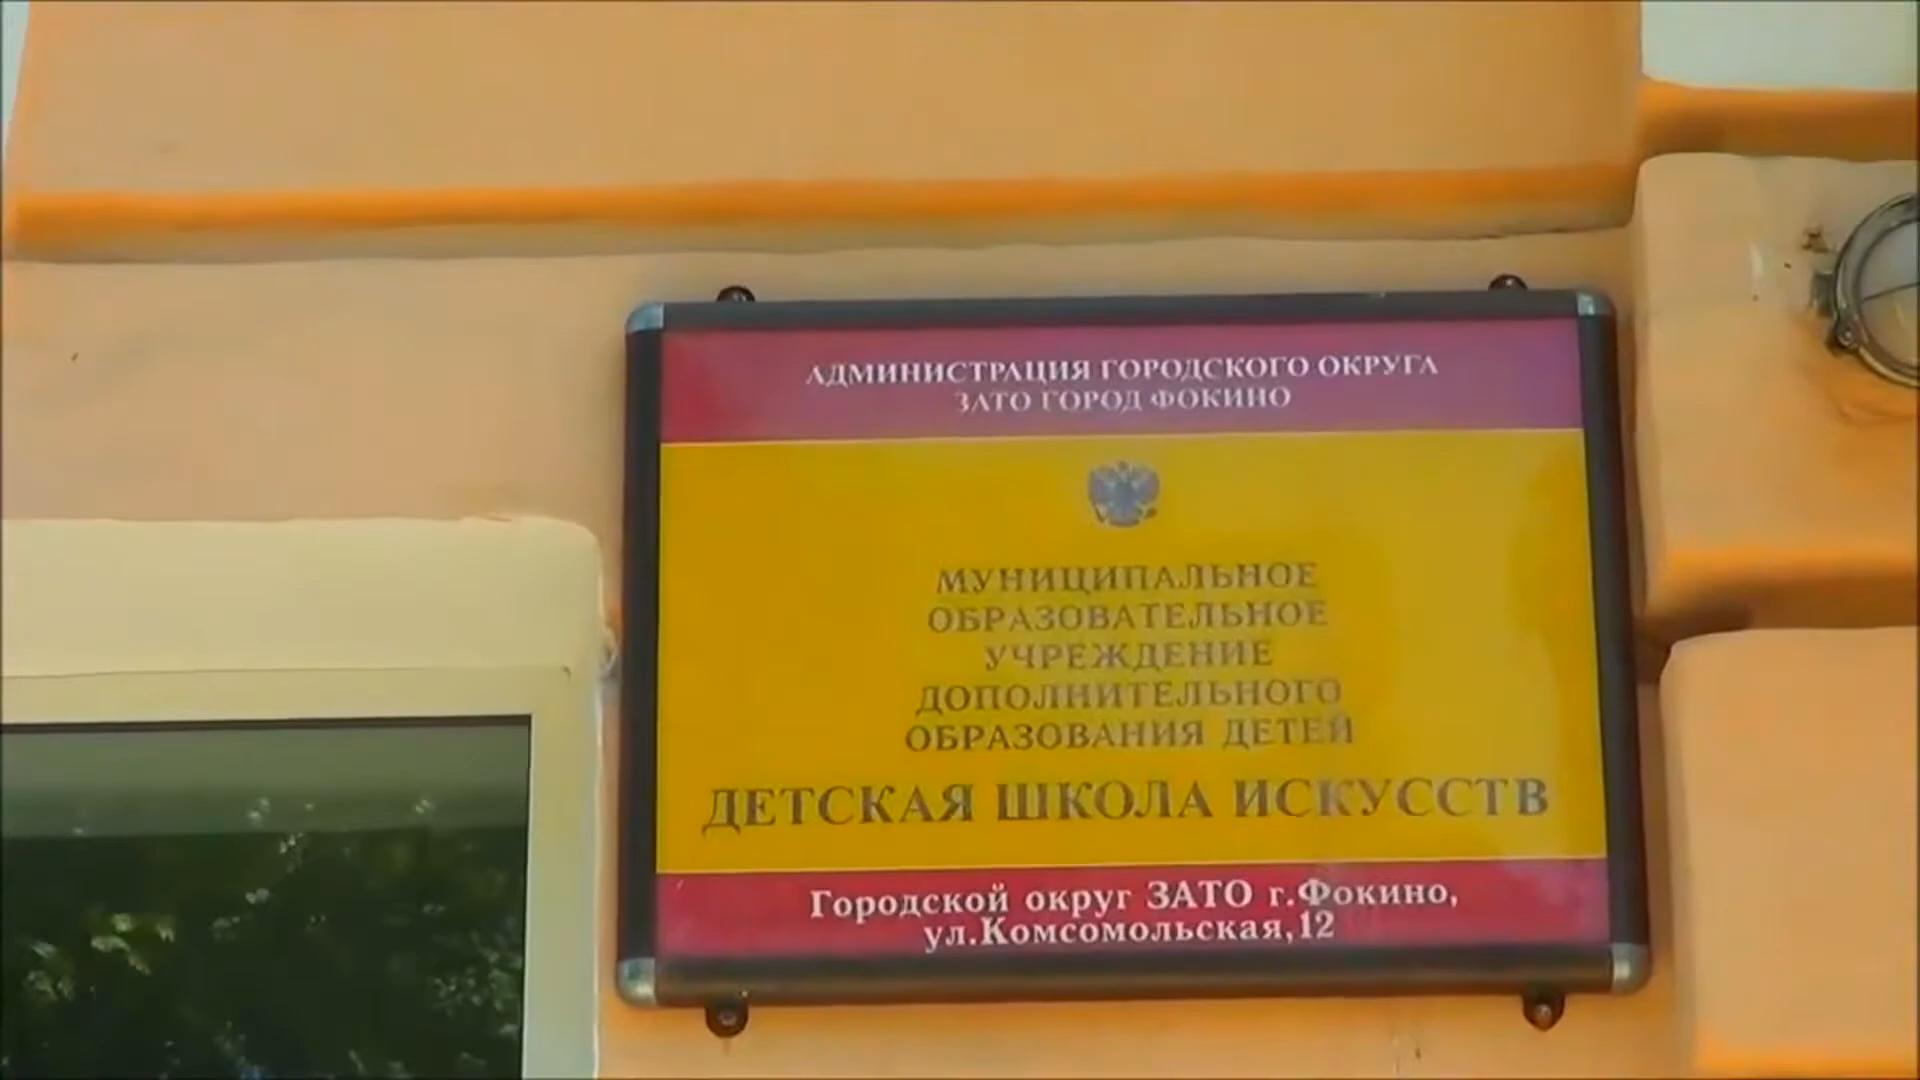 АДМИНИСТРАЦИЯ ГОРОДСКОГО ОКРУГА
ЗАТО ГОРОД ФОКИНО
МУНИЦИПАЛЬНОЕ
ОБРАЗОВАТЕЛЬНОЕ
УЧРЕЖДЕНИЕ
ДОПОЛНИТЕЛЬНОГО
ОБРАЗОВАНИЯ ДЕТЕЙ
ДЕТСКАЯ ШКОЛА ИСКУССТВ
Городской округ ЗАТО г.Фокино,
ул.Комсомольская,12